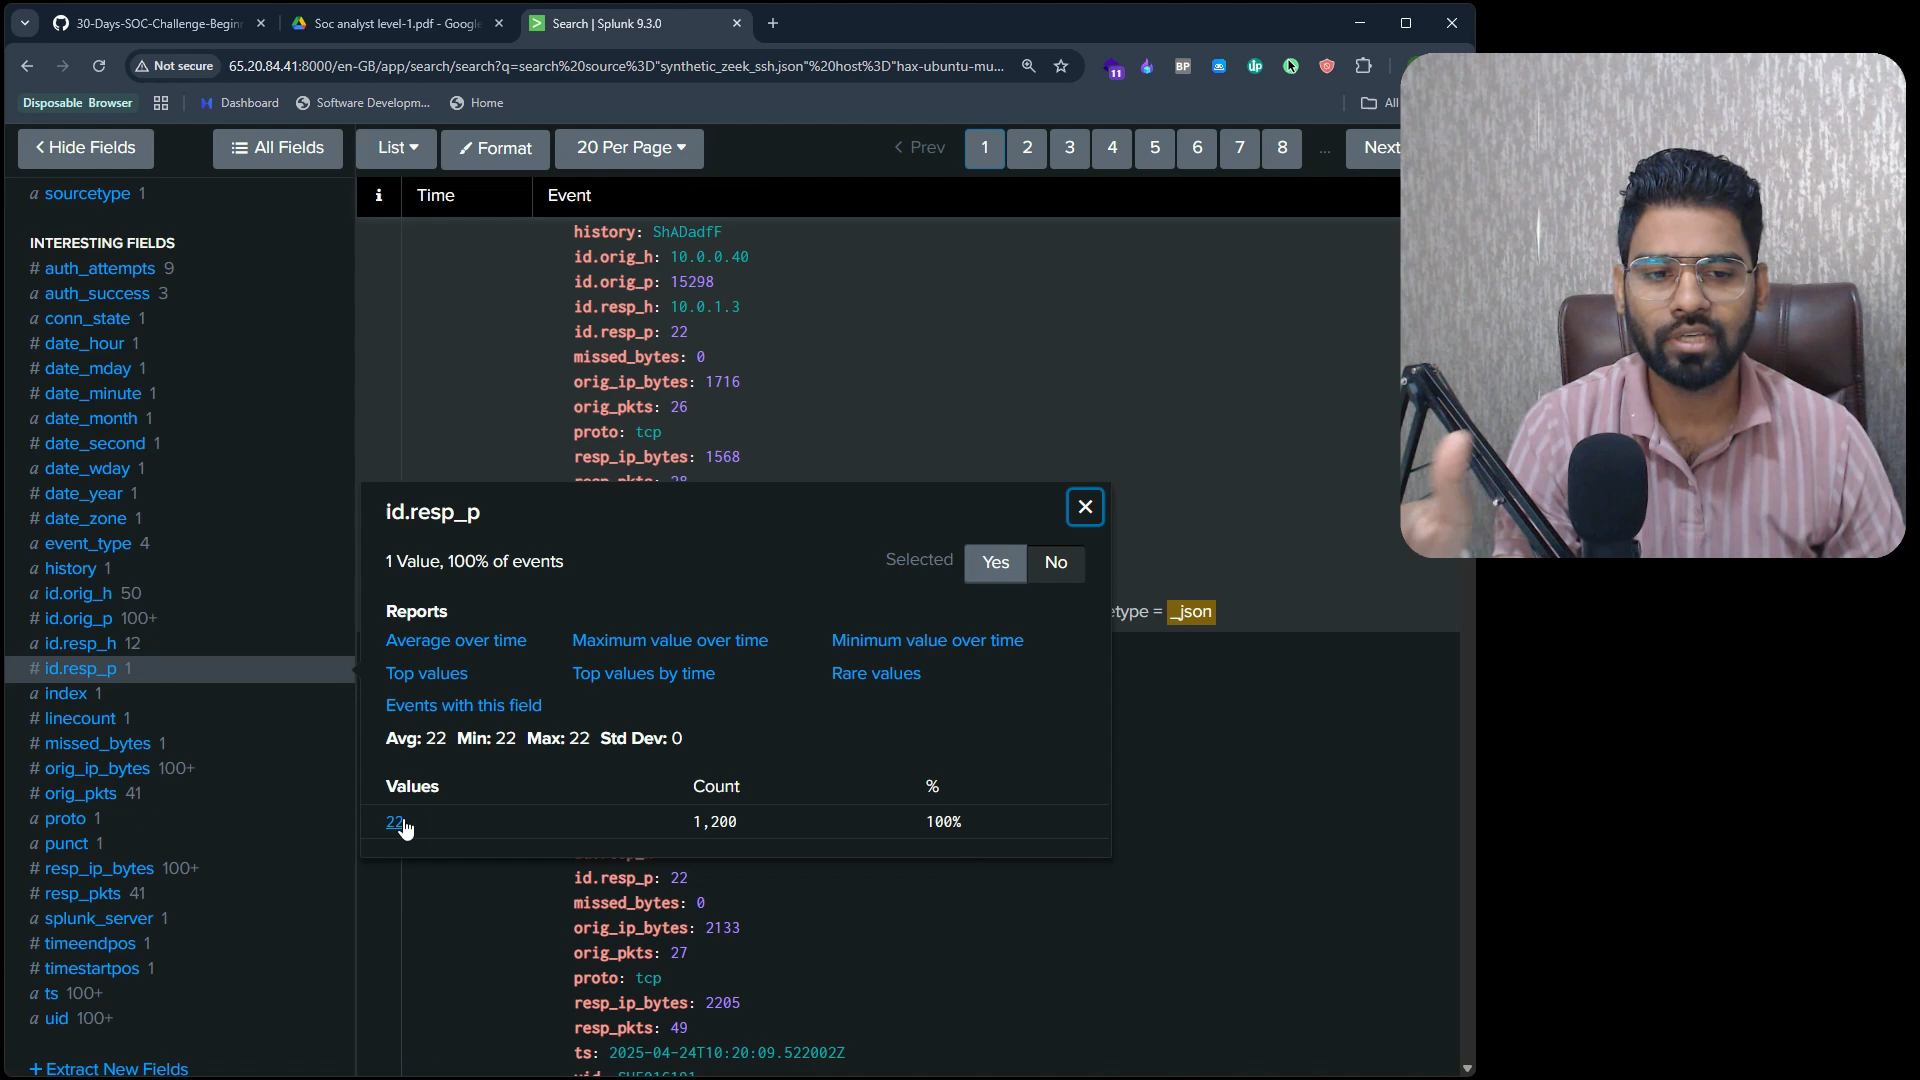 30-Days-SOC-Challenge-Beginn
Soc analyst level-1.pdf - Google
Search | Splunk 9.3.0
Not secure
65.20.84.41:8000/en-GB/app/search/search?q=search%20source%3D"synthetic_zeek_ssh.json"%20host%3D"hax-ubuntu-mu...
11
BP
up
Disposable Browser
Dashboard
Software Developm...
Home
All
Hide Fields
All Fields
List
Format
20 Per Page
Prev
1
2
3
4
5
6
7
8
...
Next
i
Time
Event
a sourcetype 1
INTERESTING FIELDS
# auth_attempts 9
a auth_success 3
a conn_state 1
# date_hour 1
# date_mday 1
# date_minute 1
a date_month 1
# date_second 1
a date_wday 1
# date_year 1
a date_zone 1
a event_type 4
a history 1
a id.orig_h 50
# id.orig_p 100+
a id.resp_h 12
# id.resp_p 1
a index 1
# linecount 1
# missed_bytes 1
# orig_ip_bytes 100+
# orig_pkts 41
a proto 1
a punct 1
# resp_ip_bytes 100+
# resp_pkts 41
a splunk_server 1
# timeendpos 1
# timestartpos 1
a ts 100+
a uid 100+
+ Extract New Fields
history: ShADadfF
id.orig_h: 10.0.0.40
id.orig_p: 15298
id.resp_h: 10.0.1.3
id.resp_p: 22
missed_bytes: 0
orig_ip_bytes: 1716
orig_pkts: 26
proto: tcp
resp_ip_bytes: 1568
id.resp_p
1 Value, 100% of events
Selected
Yes
No
Reports
Average over time
Maximum value over time
Minimum value over time
Top values
Top values by time
Rare values
Events with this field
Avg: 22 Min: 22 Max: 22 Std Dev: 0
Values
Count
%
22
1,200
100%
etype = _json
id.resp_p: 22
missed_bytes: 0
orig_ip_bytes: 2133
orig_pkts: 27
proto: tcp
resp_ip_bytes: 2205
resp_pkts: 49
ts: 2025-04-24T10:20:09.522002Z